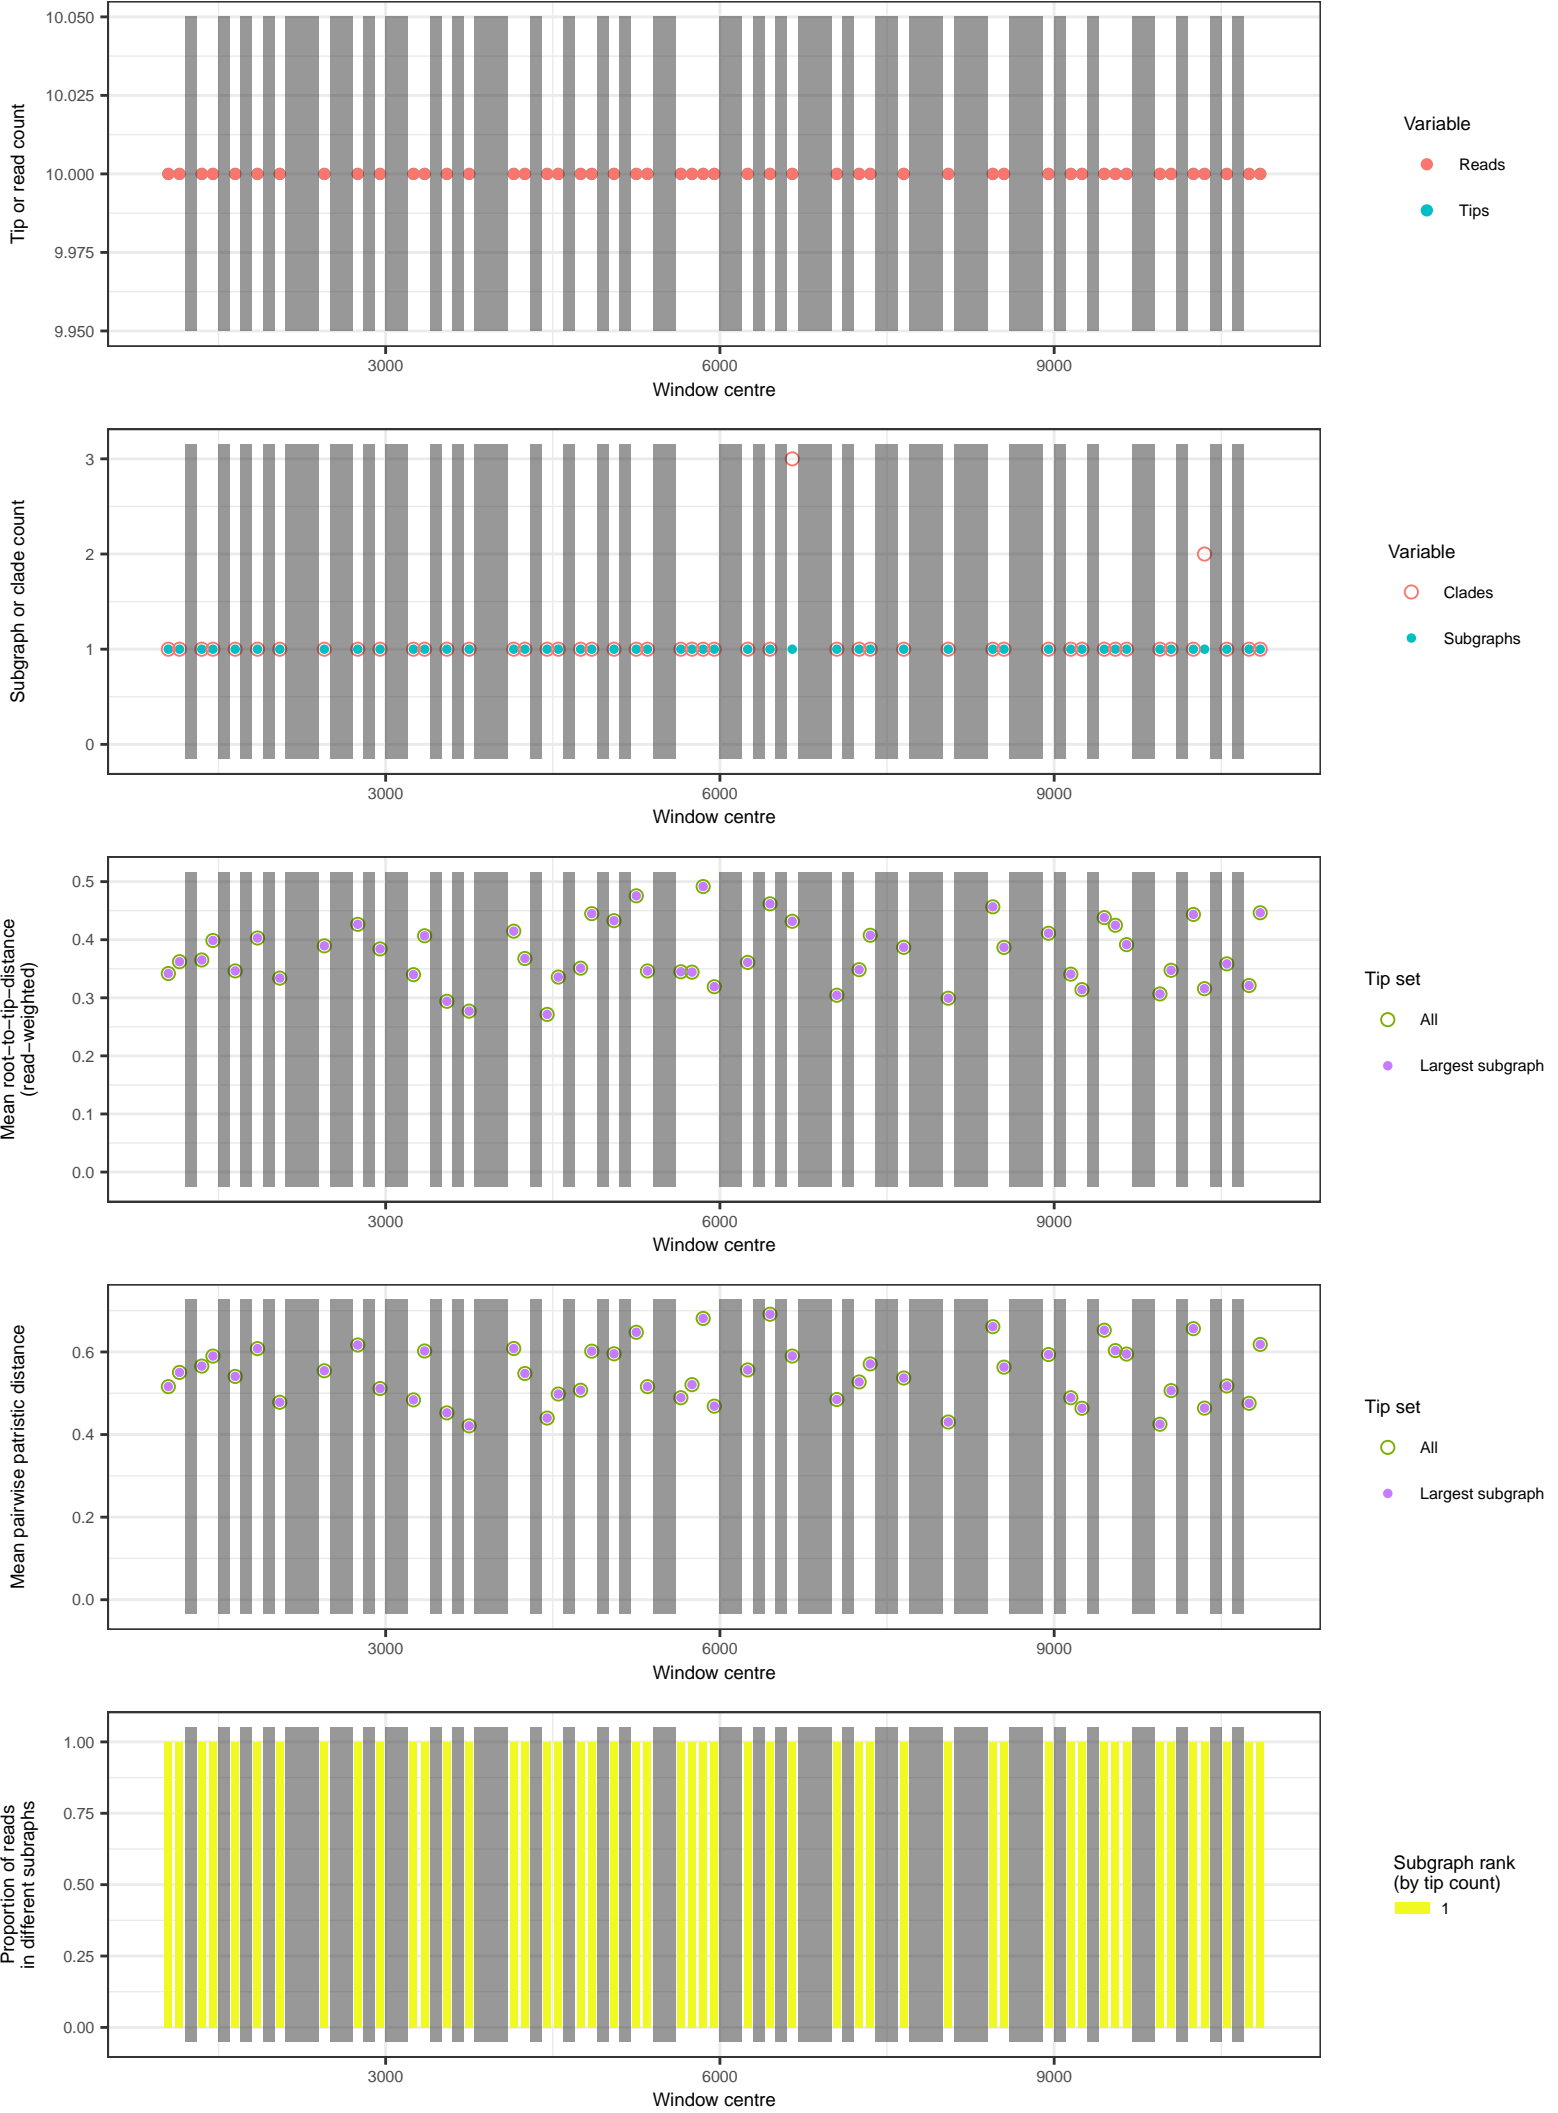 Tip or read count
10.050
10.025
10.000
9.975
9.950
3000
6000
9000
Window centre
Variable
Reads
Tips
Subgraph or clade count
3
2
1
0
3000
6000
9000
Window centre
Variable
Clades
Subgraphs
Mean root−to−tip−distance
(read−weighted)
0.5
0.4
0.3
0.2
0.1
0.0
3000
6000
9000
Window centre
Tip set
All
Largest subgraph
Mean pairwise patristic distance
0.6
0.4
0.2
0.0
3000
6000
9000
Window centre
Tip set
All
Largest subgraph
Proportion of reads
in different subraphs
1.00
0.75
0.50
0.25
0.00
3000
6000
9000
Window centre
Subgraph rank
(by tip count)
1